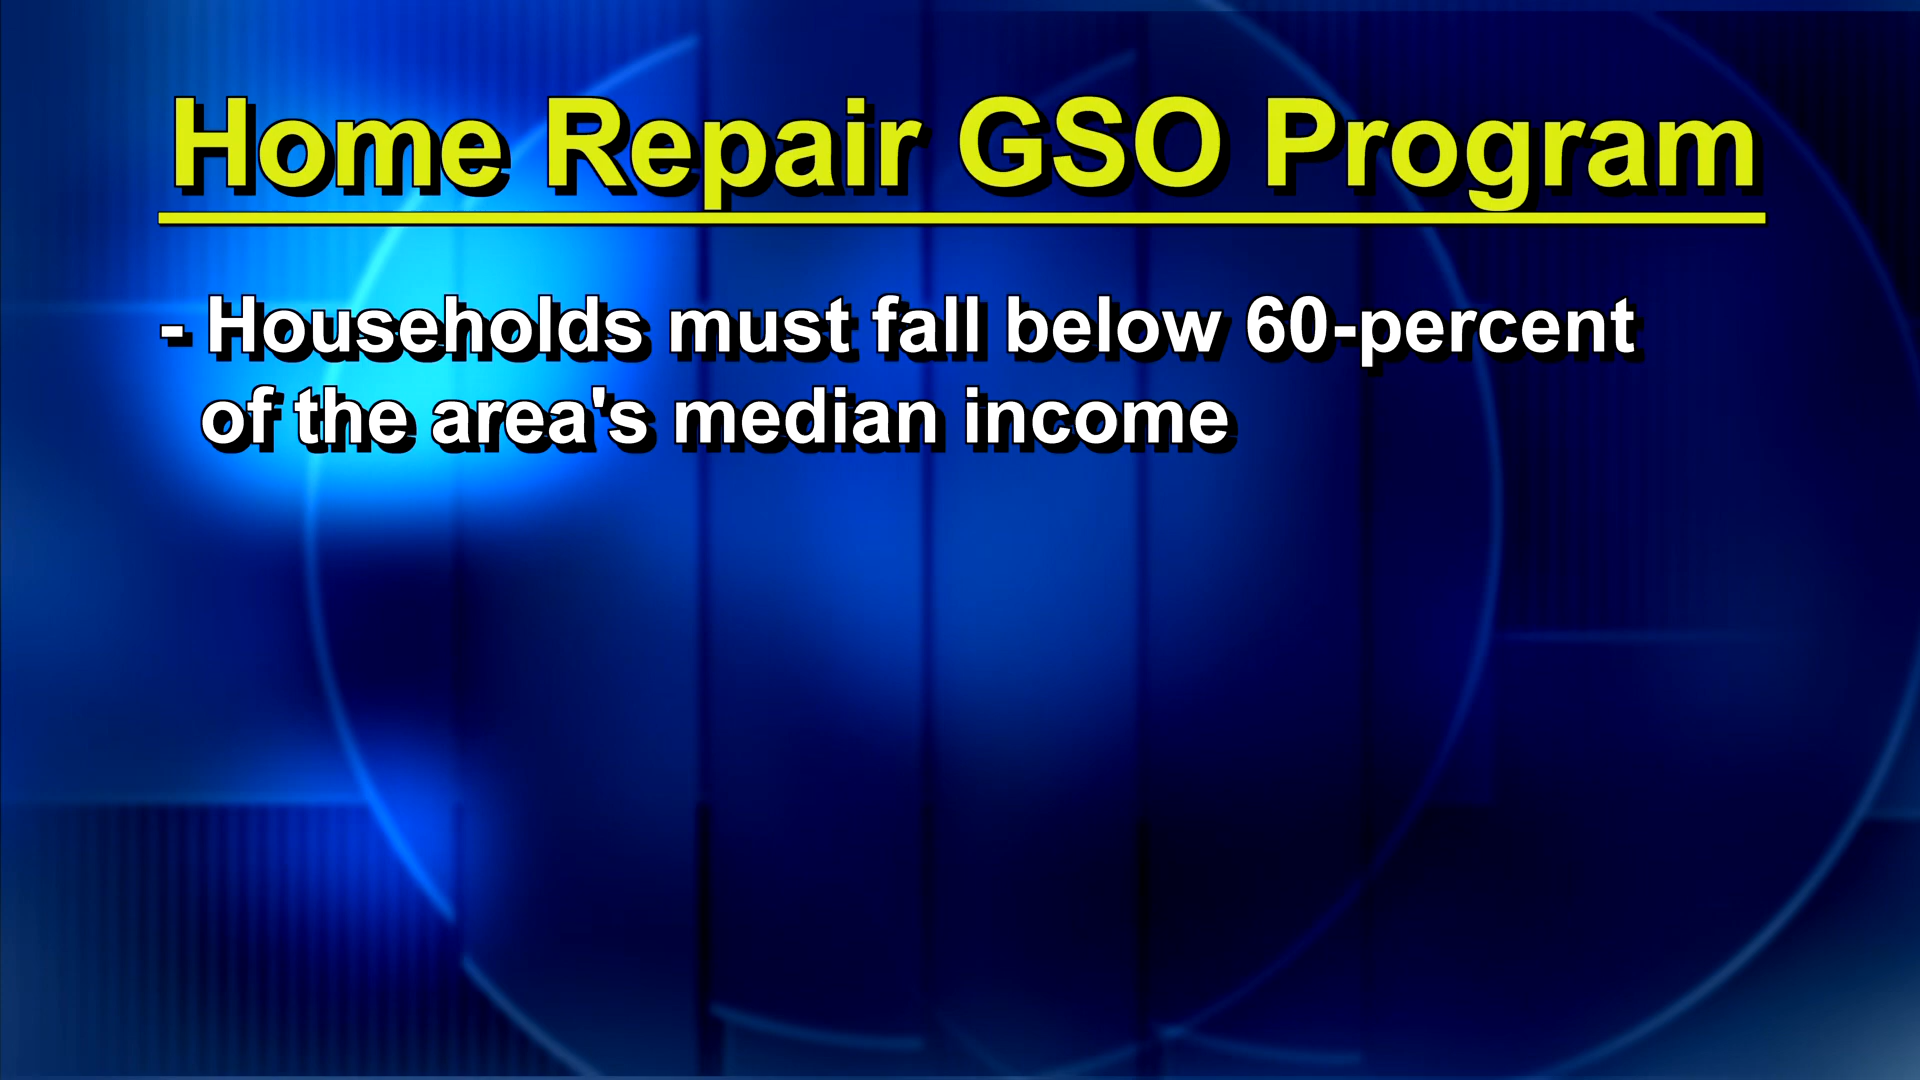 Home Repair GSO Program
- Households must fall below 60-percent
of the area's median income